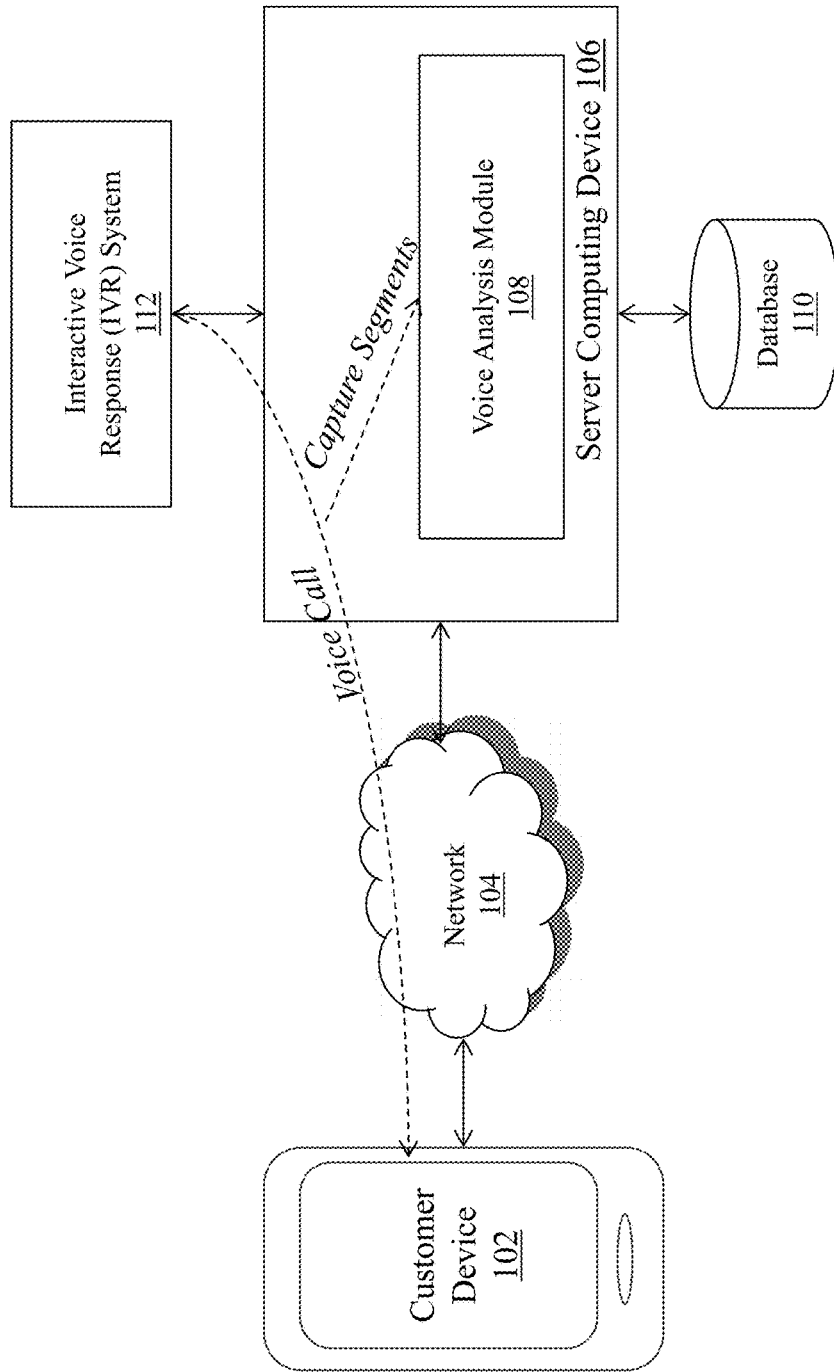 Interactive Voice
Response (IVR) System
112
Capture Segments
Voice Call
Voice Analysis Module
108
Server Computing Device 106
Database
110
Network
104
Customer
Device
102